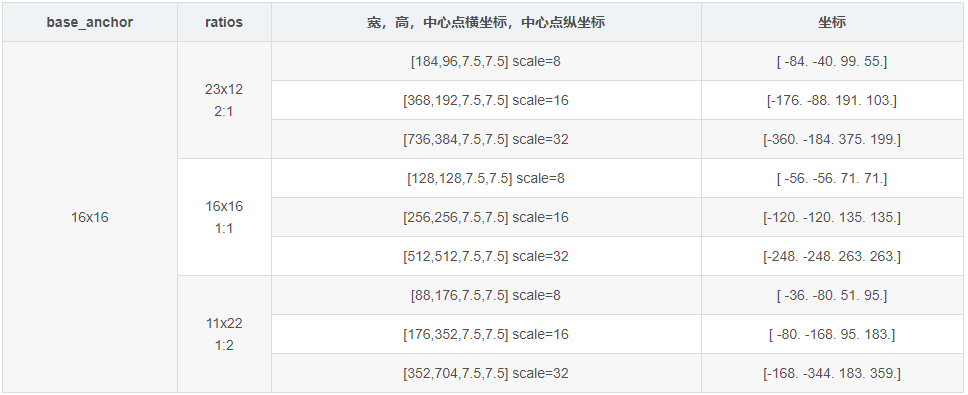 base_anchor ratios 宽，高，中心点横坐标，中心点纵坐标 坐标
[184,96,7.5,7.5] scale=8 [ -84. -40. 99. 55.]
23x12
2:1
[368,192,7.5,7.5] scale=16 [-176. -88. 191. 103.]
[736,384,7.5,7.5] scale=32 [-360. -184. 375. 199.]
[128,128,7.5,7.5] scale=8 [ -56. -56. 71. 71.]
16x16
16x16
1:1
[256,256,7.5,7.5] scale=16 [-120. -120. 135. 135.]
[512,512,7.5,7.5] scale=32 [-248. -248. 263. 263.]
[88,176,7.5,7.5] scale=8 [ -36. -80. 51. 95.]
11x22
1:2
[176,352,7.5,7.5] scale=16 [ -80. -168. 95. 183.]
[352,704,7.5,7.5] scale=32 [-168. -344. 183. 359.]